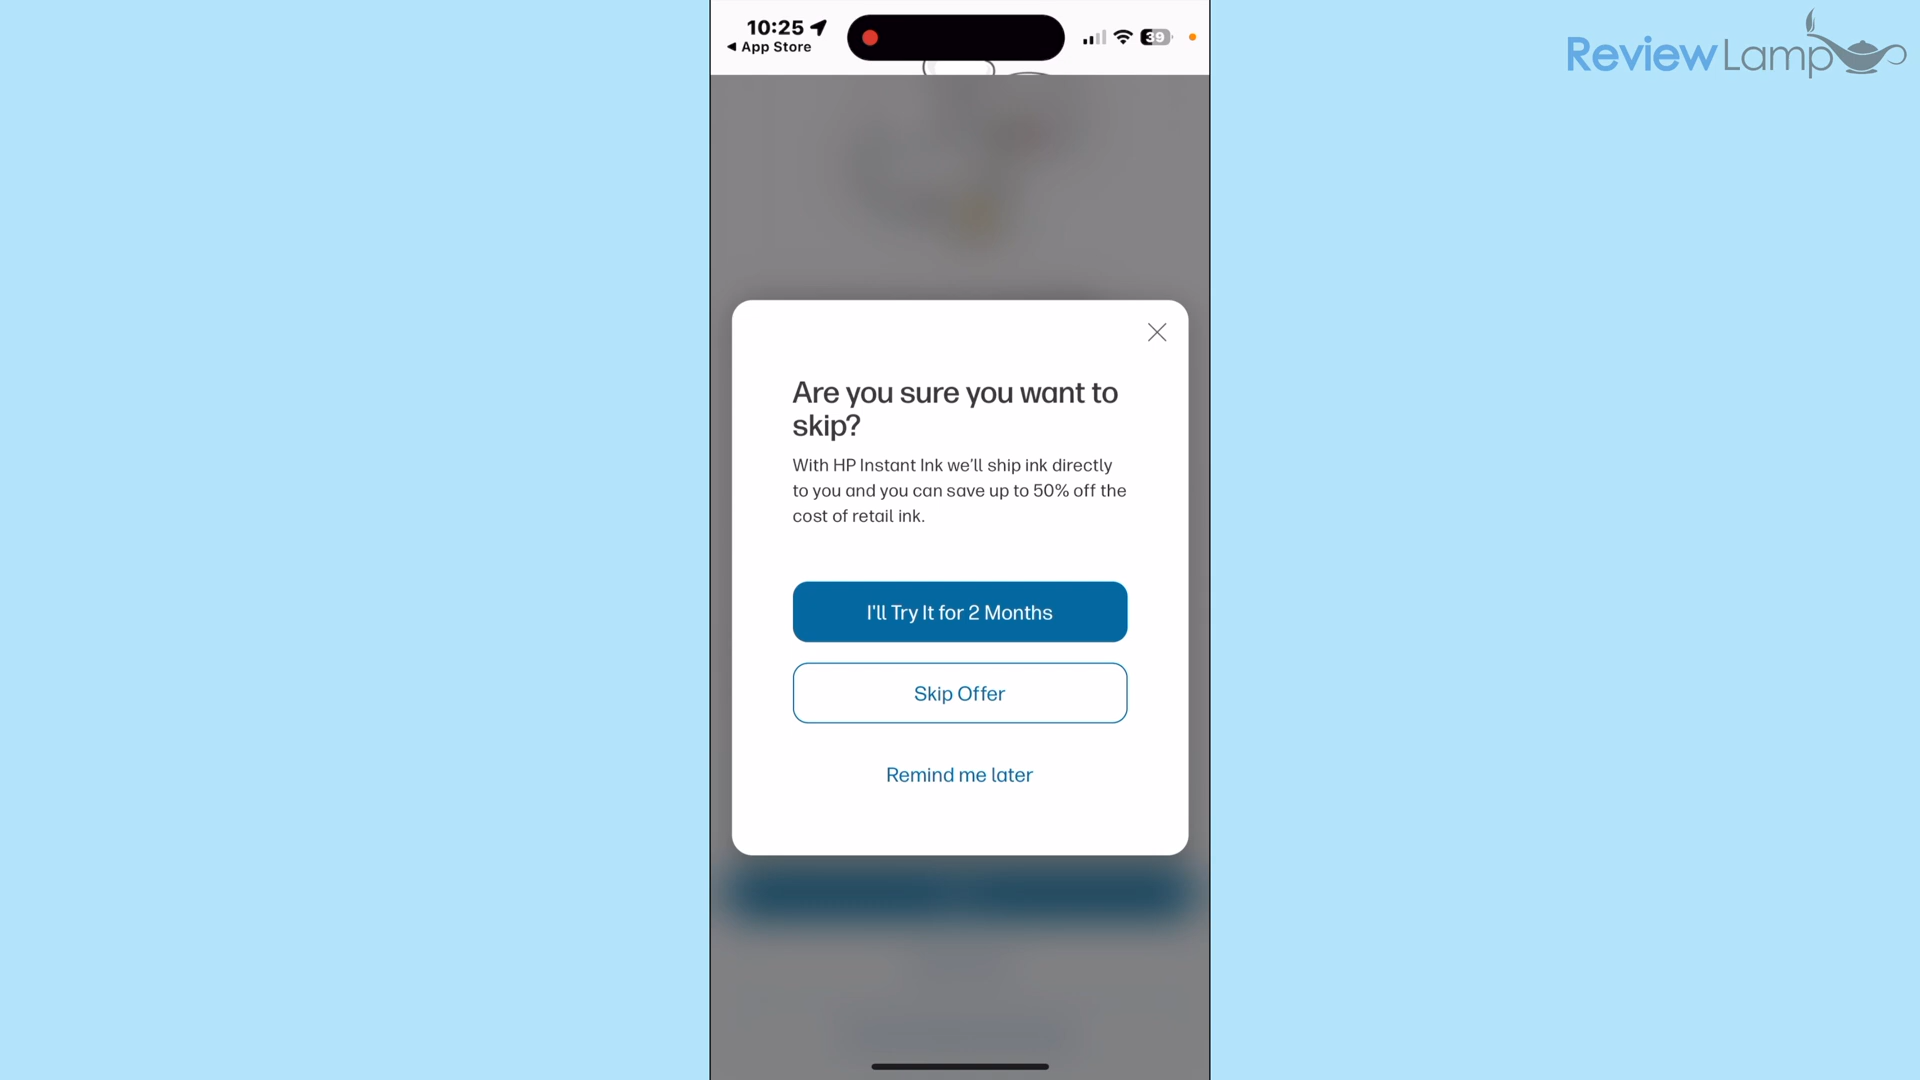 10:25
App Store
39
ReviewLamp
Are you sure you want to
skip?
With HP Instant Ink we'll ship ink directly
to you and you can save up to 50% off the
cost of retail ink.
I'll Try It for 2 Months
Skip Offer
Remind me later